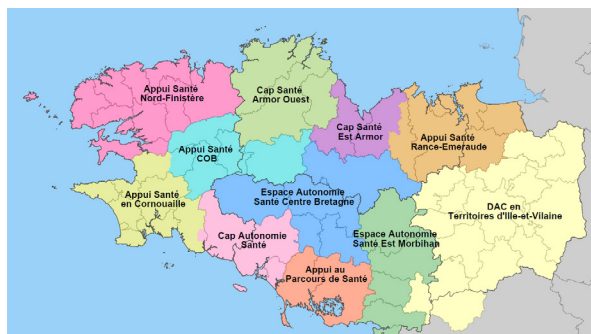 Appui Santé
Nord-Finistère
Cap Santé
Armor Ouest
Cap Santé
Est Armor
Appui Santé
Rance-Emeraude
Appui Santé
COB
Appui Santé
en Cornouaille
Espace Autonomie
Santé Centre Bretagne
DAC en
Territoires d'Ille-et-Vilaine
Cap Autonomie
Santé
Espace Autonomie
Santé Est Morbihan
Appui au
Parcours de Santé